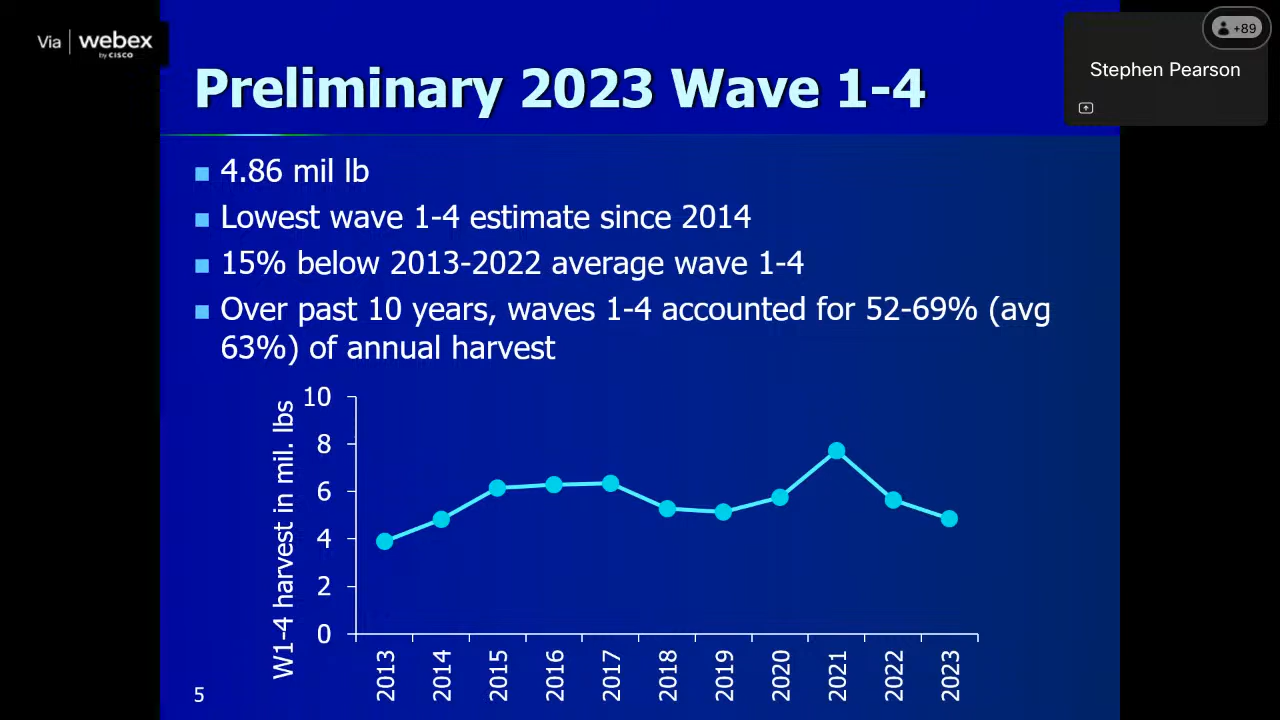 Via webex
by CISCO
+89
Stephen Pearson
Preliminary 2023 Wave 1-4
4.86 mil lb
Lowest wave 1-4 estimate since 2014
15% below 2013-2022 average wave 1-4
Over past 10 years, waves 1-4 accounted for 52-69% (avg
63%) of annual harvest
W1-4 harvest in mil. lbs
10
8
6
4
2
0
2013 2014 2015 2016 2017 2018 2019 2020 2021 2022 2023
5